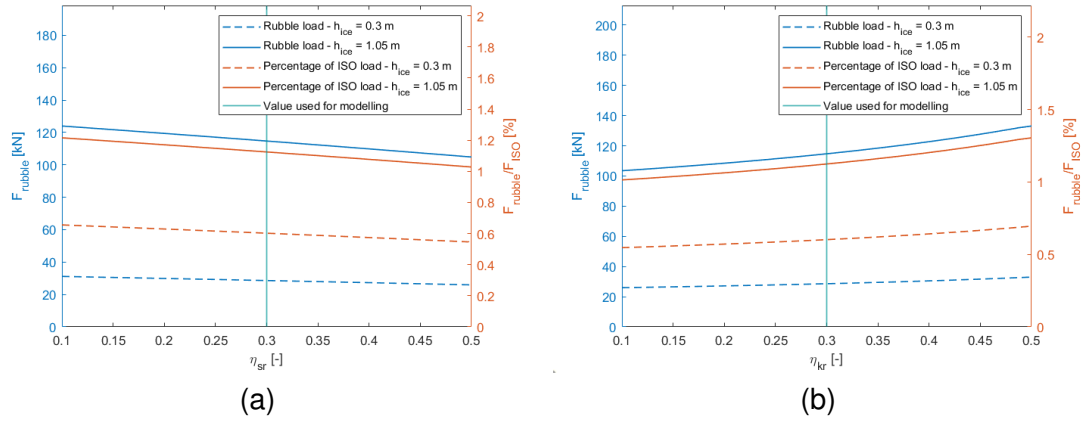 Rubble load - h_ice = 0.3 m
Rubble load - h_ice = 1.05 m
Percentage of ISO load - h_ice = 0.3 m
Percentage of ISO load - h_ice = 1.05 m
Value used for modelling
F_rubble [kN]
180
160
140
120
100
80
60
40
20
0
F_rubble/F_ISO [%]
2
1.8
1.6
1.4
1.2
1
0.8
0.6
0.4
0.2
0
0.1 0.15 0.2 0.25 0.3 0.35 0.4 0.45 0.5
η_sr [-]
(a)
Rubble load - h_ice = 0.3 m
Rubble load - h_ice = 1.05 m
Percentage of ISO load - h_ice = 0.3 m
Percentage of ISO load - h_ice = 1.05 m
Value used for modelling
F_rubble [kN]
200
180
160
140
120
100
80
60
40
20
0
F_rubble/F_ISO [%]
2
1.5
1
0.5
0
0.1 0.15 0.2 0.25 0.3 0.35 0.4 0.45 0.5
η_kr [-]
(b)